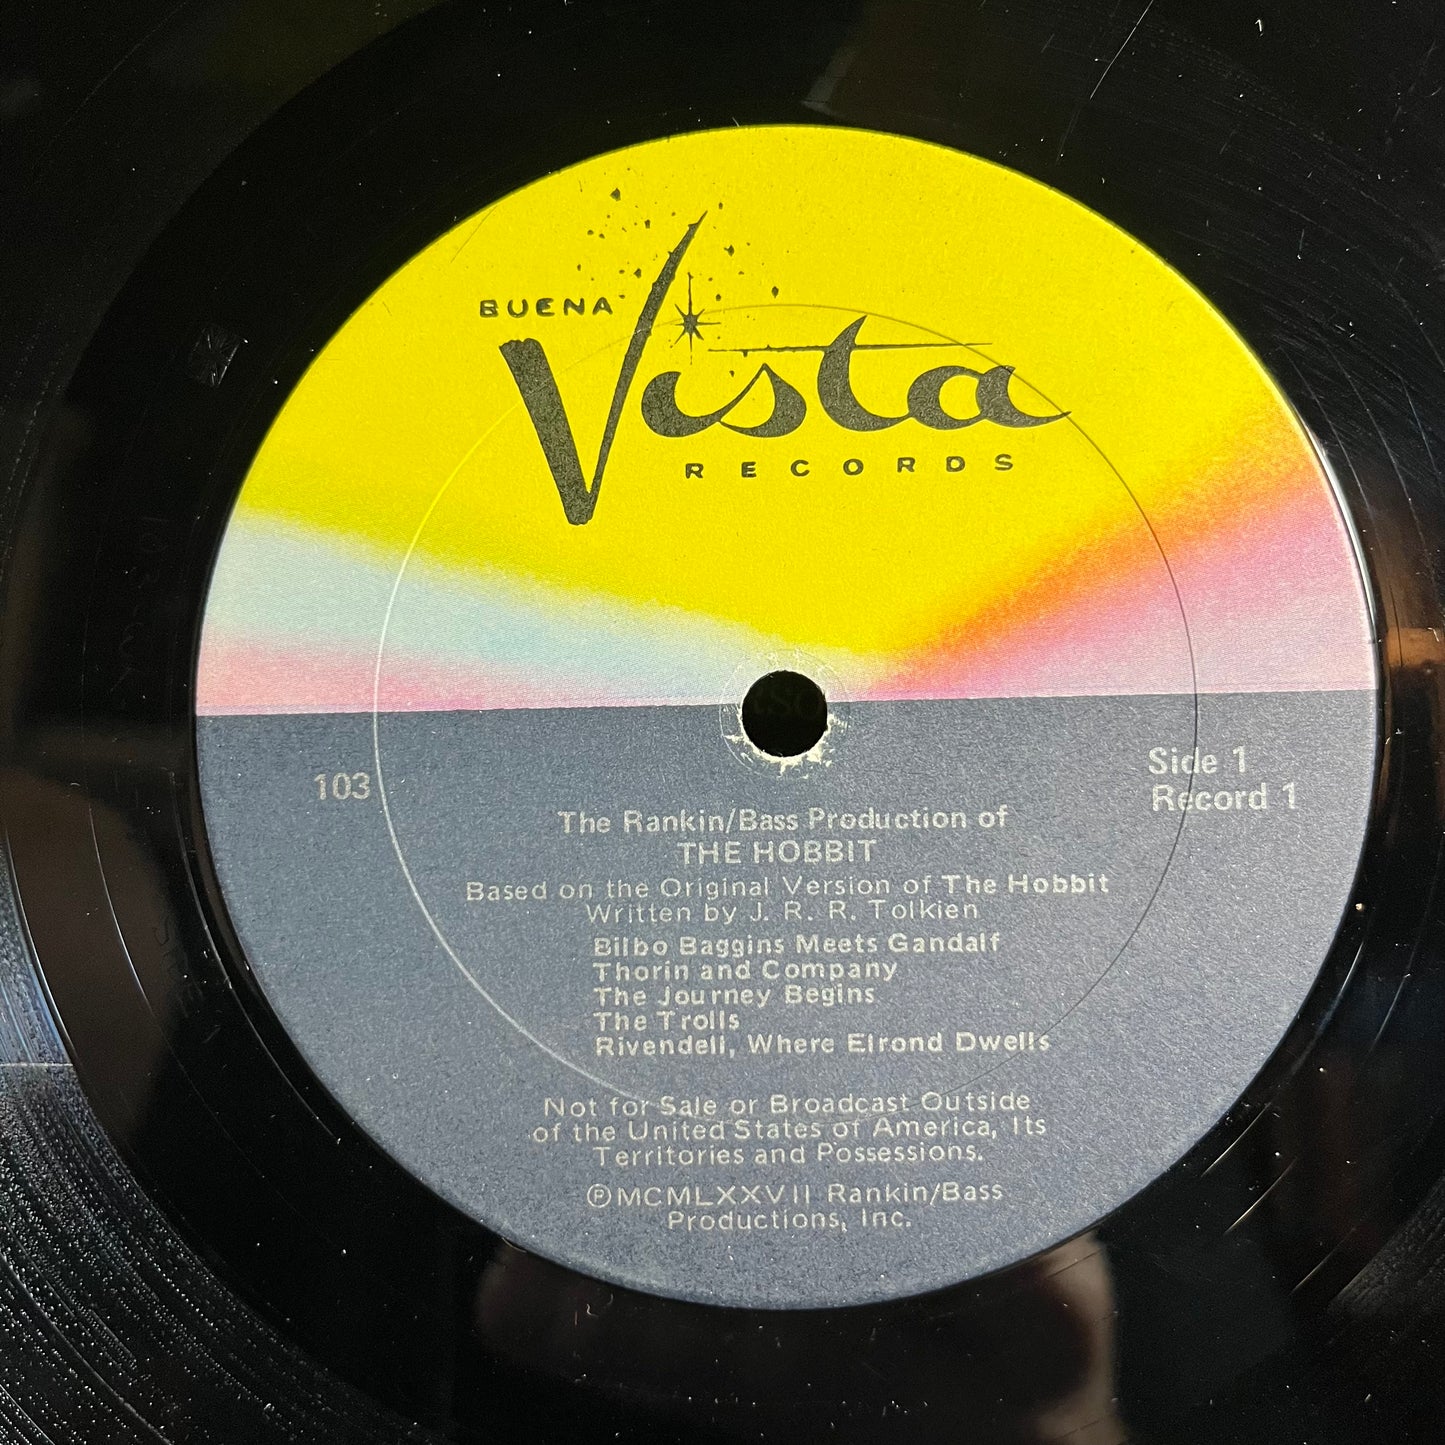 BUENA
Vista
RECORDS
103
Side 1
Record 1
The Rankin/Bass Production of
THE HOBBIT
Based on the Original Version of The Hobbit
Written by J. R. R. Tolkien
Bilbo Baggins Meets Gandalf
Thorin and Company
The Journey Begins
The Trolls
Rivendell, Where Elrond Dwells
Not for Sale or Broadcast Outside
of the United States of America, Its
Territories and Possessions.
ⓅMCMLXXVII Rankin/Bass
Productions, Inc.